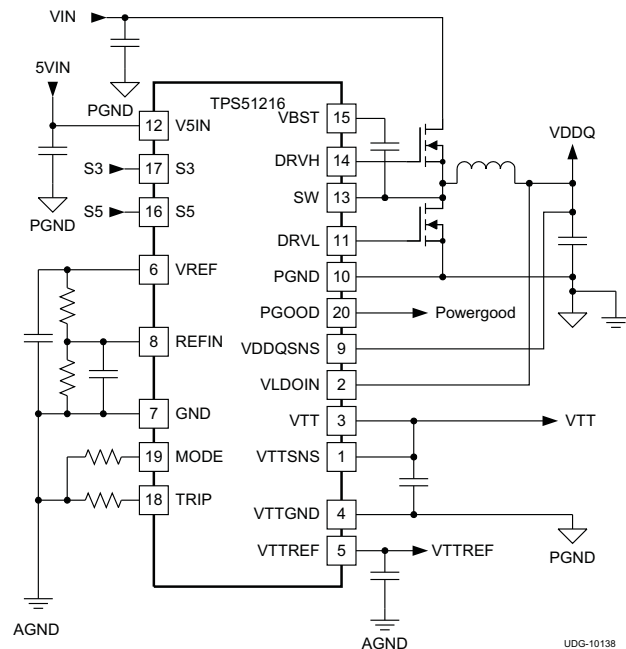 VIN
5VIN
PGND
TPS51216
12 V5IN
VBST 15
S3 17 S3
DRVH 14
VDDQ
S5 16 S5
SW 13
PGND
DRVL 11
6 VREF
PGND 10
PGOOD 20 Powergood
8 REFIN
VDDQSNS 9
VLDOIN 2
7 GND
VTT 3 VTT
19 MODE
VTTSNS 1
18 TRIP
VTTGND 4
PGND
VTTREF 5 VTTREF
AGND
AGND
UDG-10138